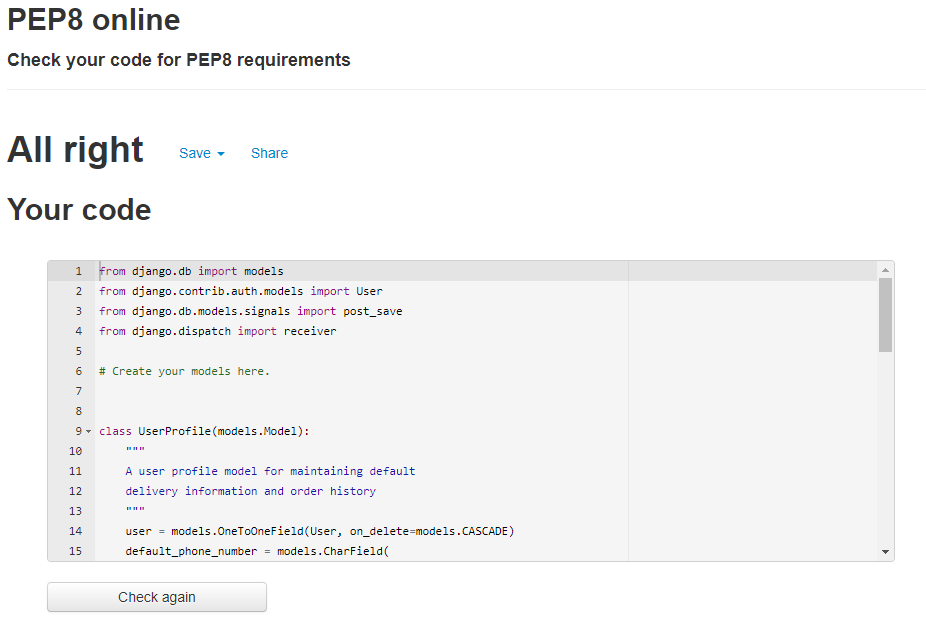 PEP8 online
Check your code for PEP8 requirements
All right Save Share
Your code
1 from django.db import models
2 from django.contrib.auth.models import User
3 from django.db.models.signals import post_save
4 from django.dispatch import receiver
5
6 # Create your models here.
7
8
9 class UserProfile(models.Model):
10 """
11 A user profile model for maintaining default
12 delivery information and order history
13 """
14 user = models.OneToOneField(User, on_delete=models.CASCADE)
15 default_phone_number = models.CharField(
Check again